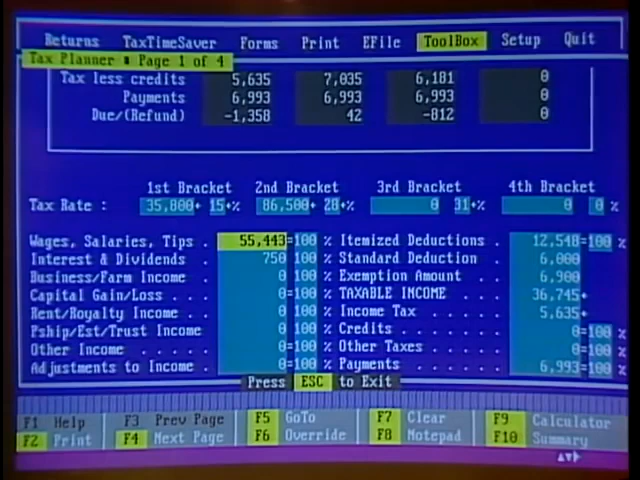 Returns TaxTimeSaver Forms Print EFile ToolBox Setup Quit
Tax Planner ▪ Page 1 of 4
Tax less credits 5,635 7,035 6,181 0
Payments 6,993 6,993 6,993 0
Due/(Refund) -1,358 42 -812 0
1st Bracket 2nd Bracket 3rd Bracket 4th Bracket
Tax Rate : 35,800+ 15+% 86,500+ 28+% 0 31+% 0 0 %
Wages, Salaries, Tips . 55,443=100 % Itemized Deductions . 12,548=100 %
Interest & Dividends . 750 100 % Standard Deduction . 6,000
Business/Farm Income . 0 100 % Exemption Amount . . 6,900
Capital Gain/Loss . . . 0=100 % TAXABLE INCOME . . . 36,745+
Rent/Royalty Income . . 0 100 % Income Tax . . . . . 5,635+
Pship/Est/Trust Income 0 100 % Credits . . . . . . 0=100 %
Other Income . . . . . 0 100 % Other Taxes . . . . 0=100 %
Adjustments to Income . 0=100 % Payments . . . . . . 6,993=100 %
Press ESC to Exit
F1 Help F3 Prev Page F5 GoTo F7 Clear F9 Calculator
F2 Print F4 Next Page F6 Override F8 Notepad F10 Summary